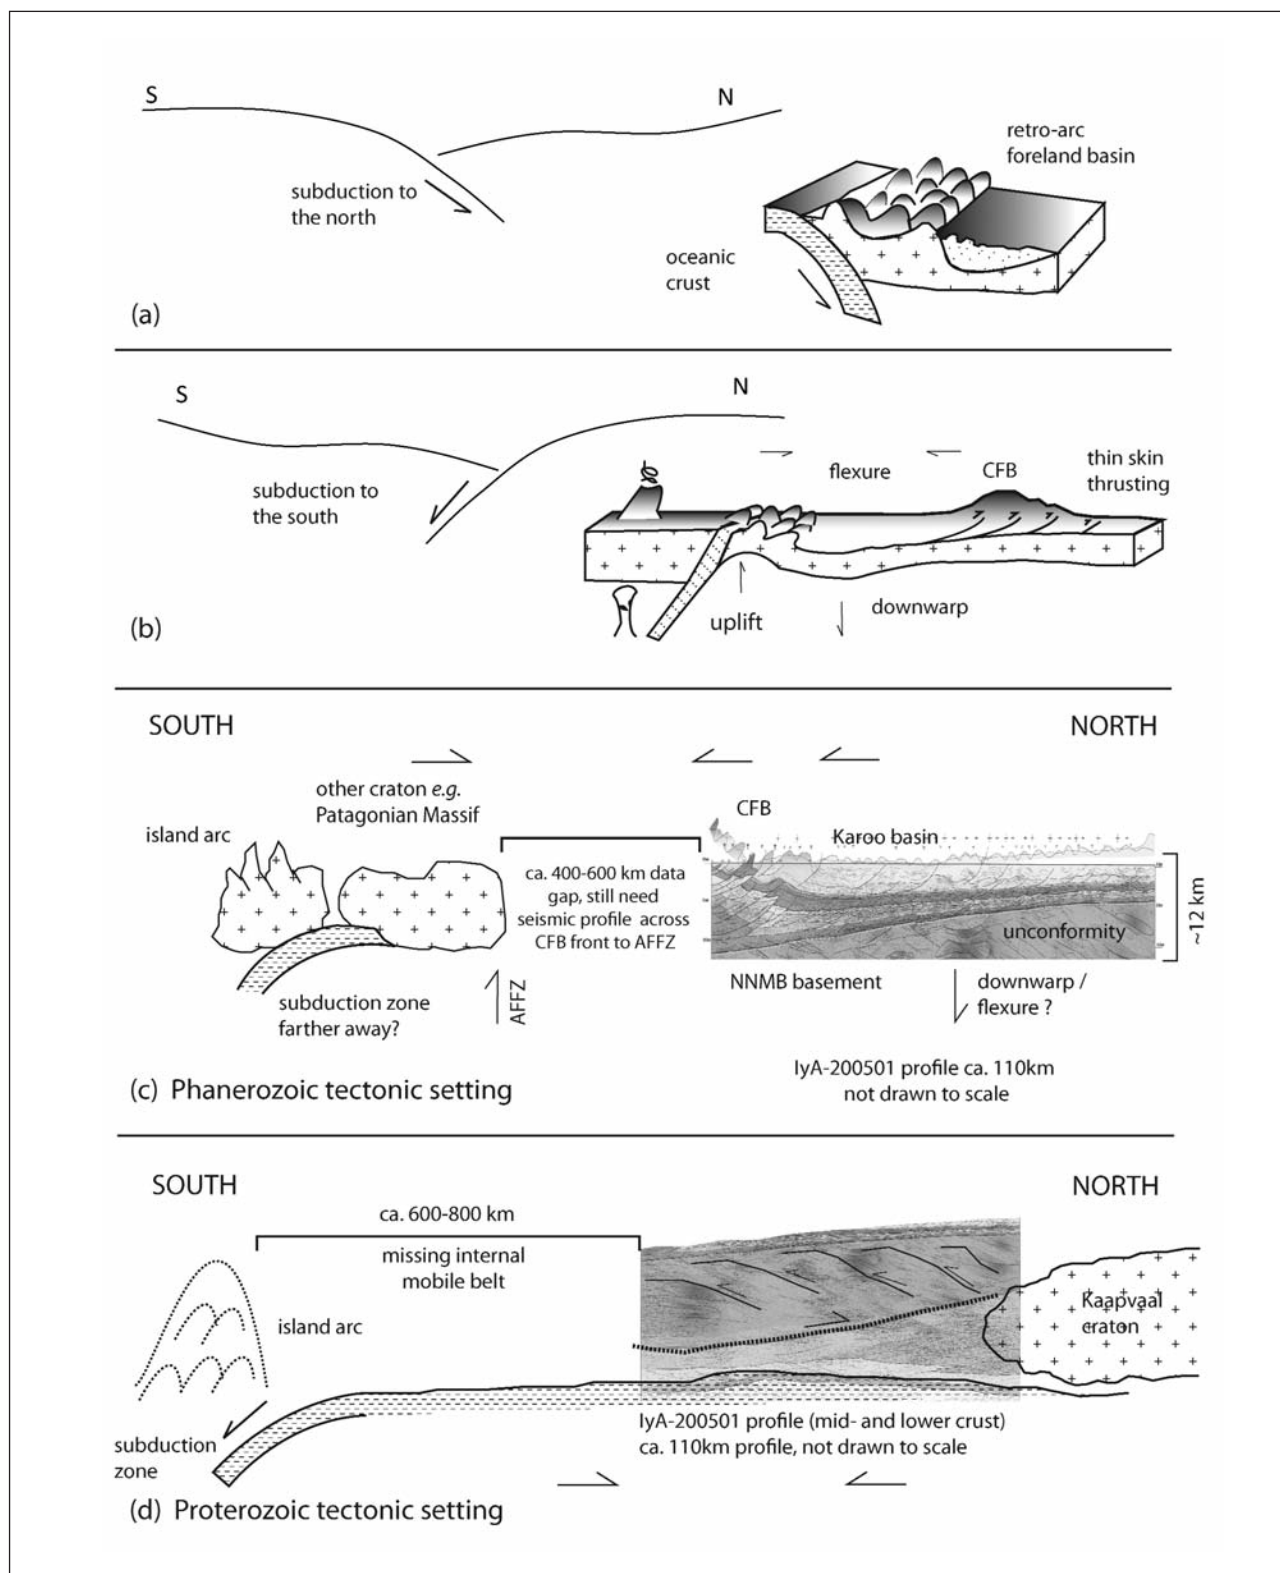 S
N
retro-arc
foreland basin
subduction to
the north
oceanic
crust
(a)
S
N
subduction to
the south
flexure
CFB
thin skin
thrusting
uplift
downwarp
(b)
SOUTH
NORTH
other craton e.g.
Patagonian Massif
island arc
CFB
Karoo basin
ca. 400-600 km data
gap, still need
seismic profile across
CFB front to AFFZ
unconformity
~12 km
subduction zone
farther away?
AFFZ
NNMB basement
downwarp /
flexure ?
IyA-200501 profile ca. 110km
not drawn to scale
(c) Phanerozoic tectonic setting
SOUTH
NORTH
ca. 600-800 km
missing internal
mobile belt
island arc
Kaapvaal
craton
subduction
zone
IyA-200501 profile (mid- and lower crust)
ca. 110km profile, not drawn to scale
(d) Proterozoic tectonic setting